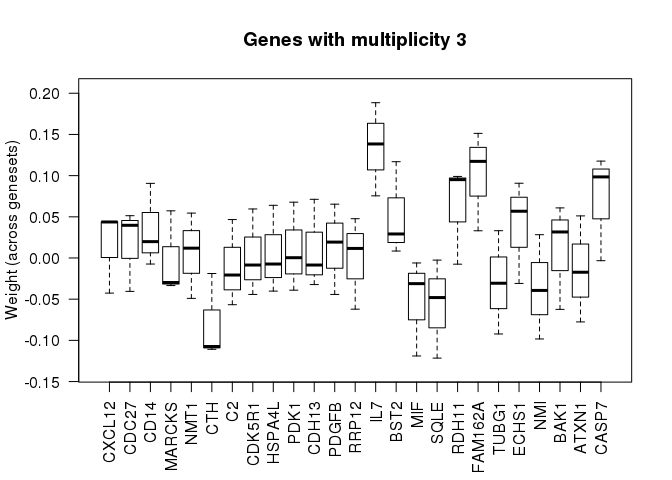 Genes with multiplicity 3
Weight (across genesets)
0.20
0.15
0.10
0.05
0.00
-0.05
-0.10
-0.15
CXCL12
CDC27
CD14
MARCKS
NMT1
CTH
C2
CDK5R1
HSPA4L
PDK1
CDH13
PDGFB
RRP12
IL7
BST2
MIF
SQLE
RDH11
FAM162A
TUBG1
ECHS1
NMI
BAK1
ATXN1
CASP7